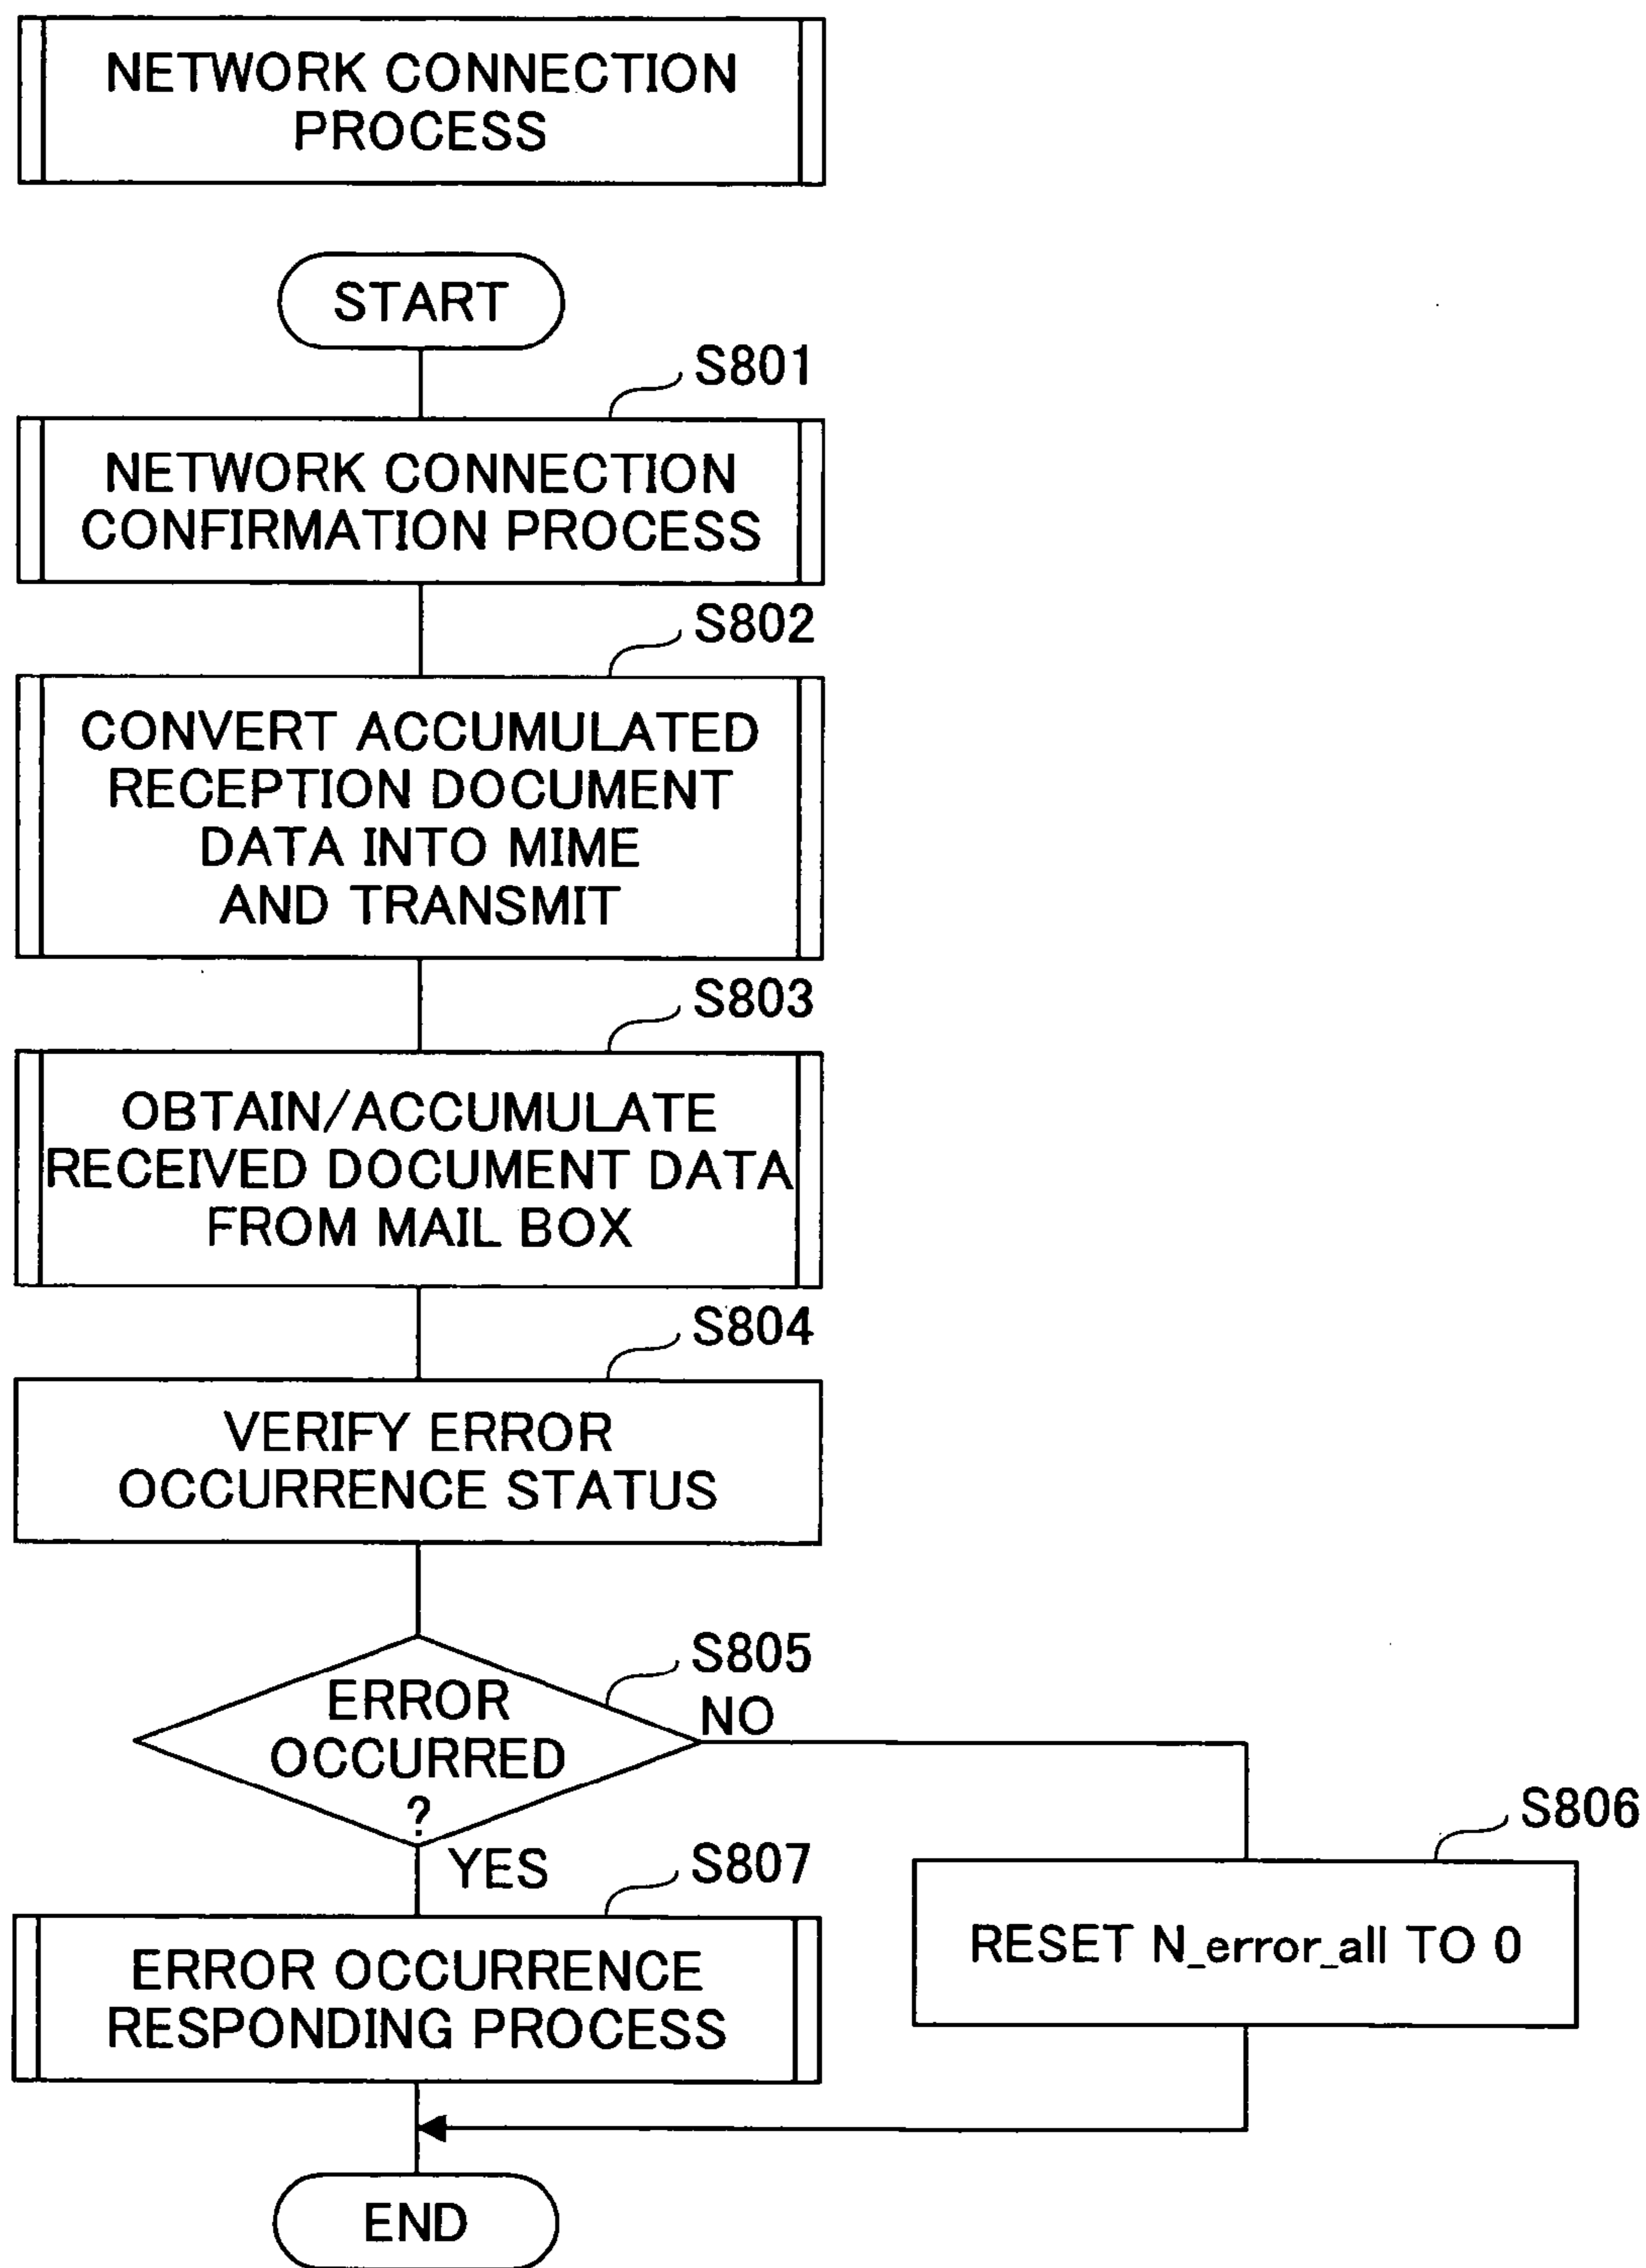 NETWORK CONNECTION
PROCESS
START
S801
NETWORK CONNECTION
CONFIRMATION PROCESS
S802
CONVERT ACCUMULATED
RECEPTION DOCUMENT
DATA INTO MIME
AND TRANSMIT
S803
OBTAIN/ACCUMULATE
RECEIVED DOCUMENT DATA
FROM MAIL BOX
S804
VERIFY ERROR
OCCURRENCE STATUS
S805
ERROR
OCCURRED
?
NO
YES
S806
RESET N_error_all TO 0
S807
ERROR OCCURRENCE
RESPONDING PROCESS
END